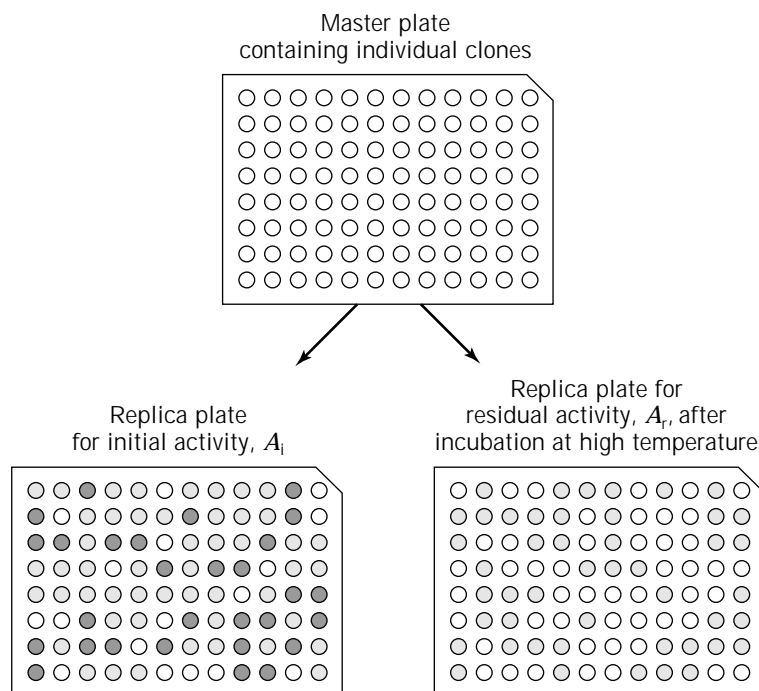 Master plate
containing individual clones
Replica plate
for initial activity, Ai
Replica plate for
residual activity, Ar, after
incubation at high temperature